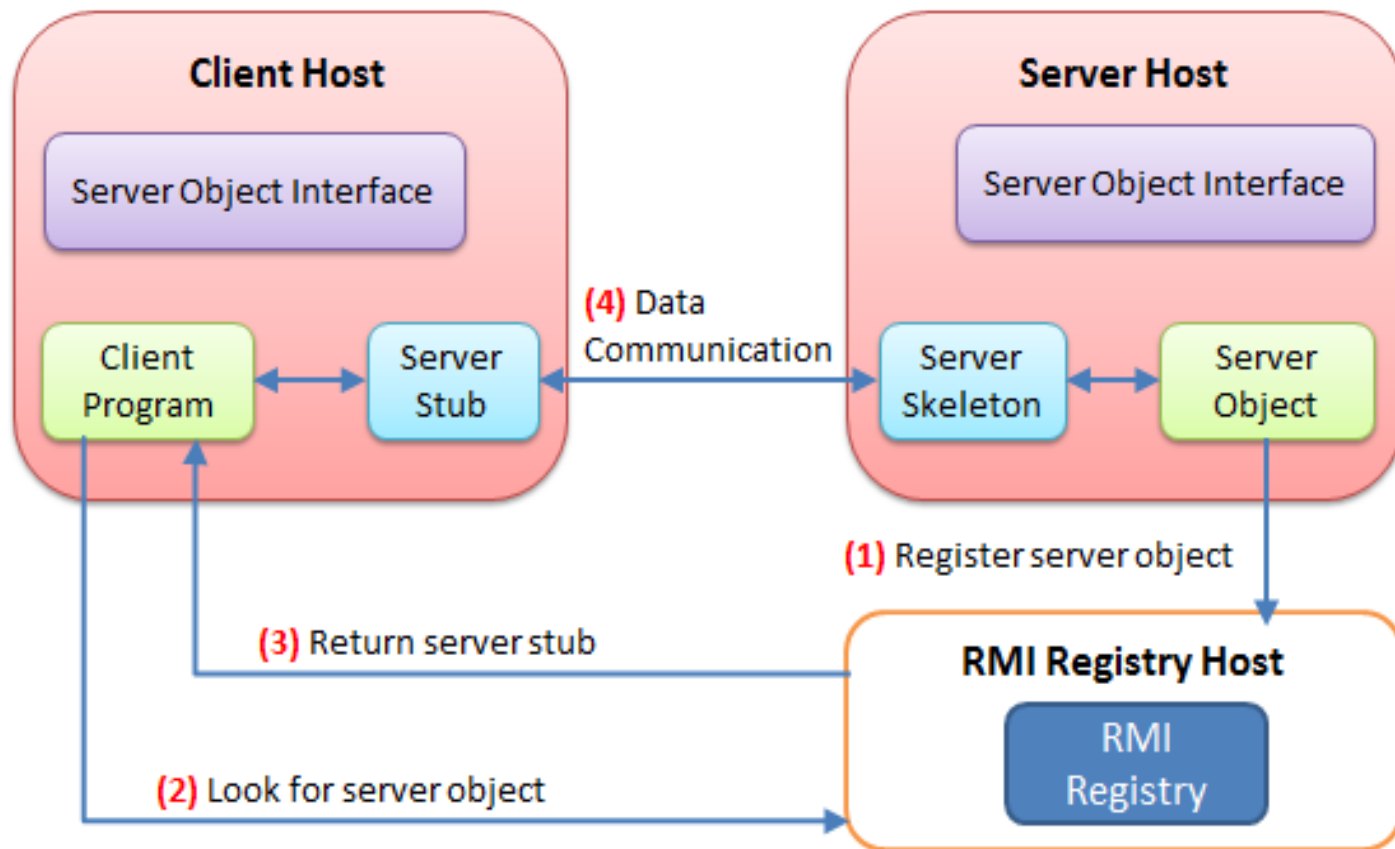 Client Host
Server Object Interface
Client
Program
Server
Stub
(4) Data
Communication
Server Host
Server Object Interface
Server
Skeleton
Server
Object
(1) Register server object
(3) Return server stub
(2) Look for server object
RMI Registry Host
RMI
Registry